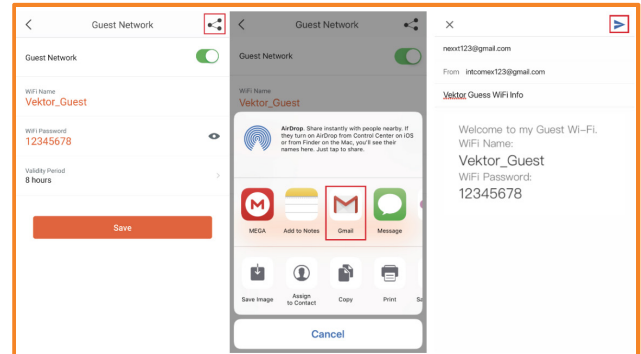 Guest Network
Guest Network
WiFi Name
Vektor_Guest
WiFi Password
12345678
Validity Period
8 hours
Save
Guest Network
Guest Network
WiFi Name
Vektor_Guest
AirDrop. Share instantly with people nearby. If
they turn on AirDrop from Control Center on iOS
or from Finder on the Mac, you'll see their
names here. Just tap to share.
MEGA
Add to Notes
Gmail
Message
Save Image
Assign
to Contact
Copy
Print
Cancel
nexxt123@gmail.com
From intcomex123@gmail.com
Vektor Guess WiFi Info
Welcome to my Guest Wi-Fi.
WiFi Name:
Vektor_Guest
WiFi Password:
12345678